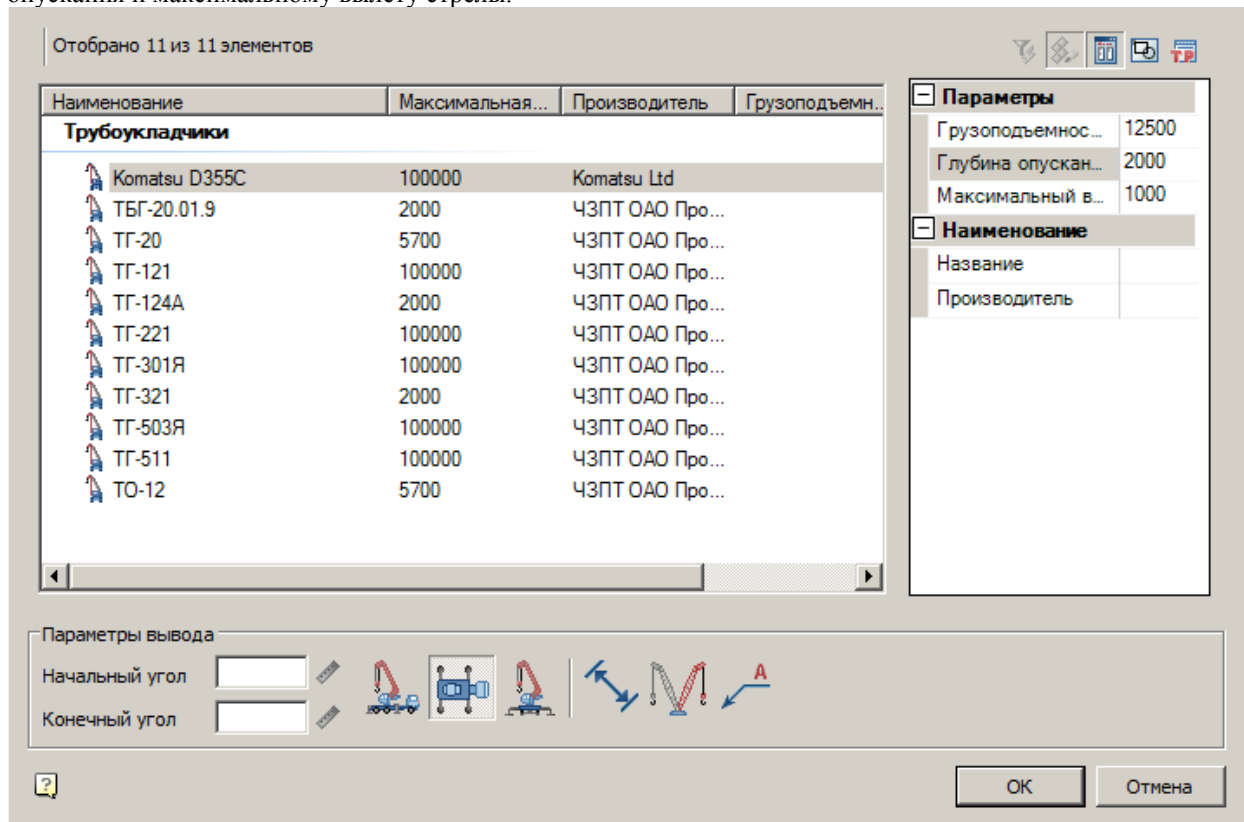 опускания и максимальному вылету стрелы.
Отобрано 11 из 11 элементов
T.P
Наименование Максимальная... Производитель Грузоподъемн..
Трубоукладчики
Komatsu D355C 100000 Komatsu Ltd
ТБГ-20.01.9 2000 ЧЗПТ ОАО Про...
ТГ-20 5700 ЧЗПТ ОАО Про...
ТГ-121 100000 ЧЗПТ ОАО Про...
ТГ-124А 2000 ЧЗПТ ОАО Про...
ТГ-221 100000 ЧЗПТ ОАО Про...
ТГ-301Я 100000 ЧЗПТ ОАО Про...
ТГ-321 2000 ЧЗПТ ОАО Про...
ТГ-503Я 100000 ЧЗПТ ОАО Про...
ТГ-511 100000 ЧЗПТ ОАО Про...
ТО-12 5700 ЧЗПТ ОАО Про...
Параметры
Грузоподъемнос... 12500
Глубина опускан... 2000
Максимальный в... 1000
Наименование
Название
Производитель
Параметры вывода
Начальный угол
Конечный угол
A
?
ОК Отмена